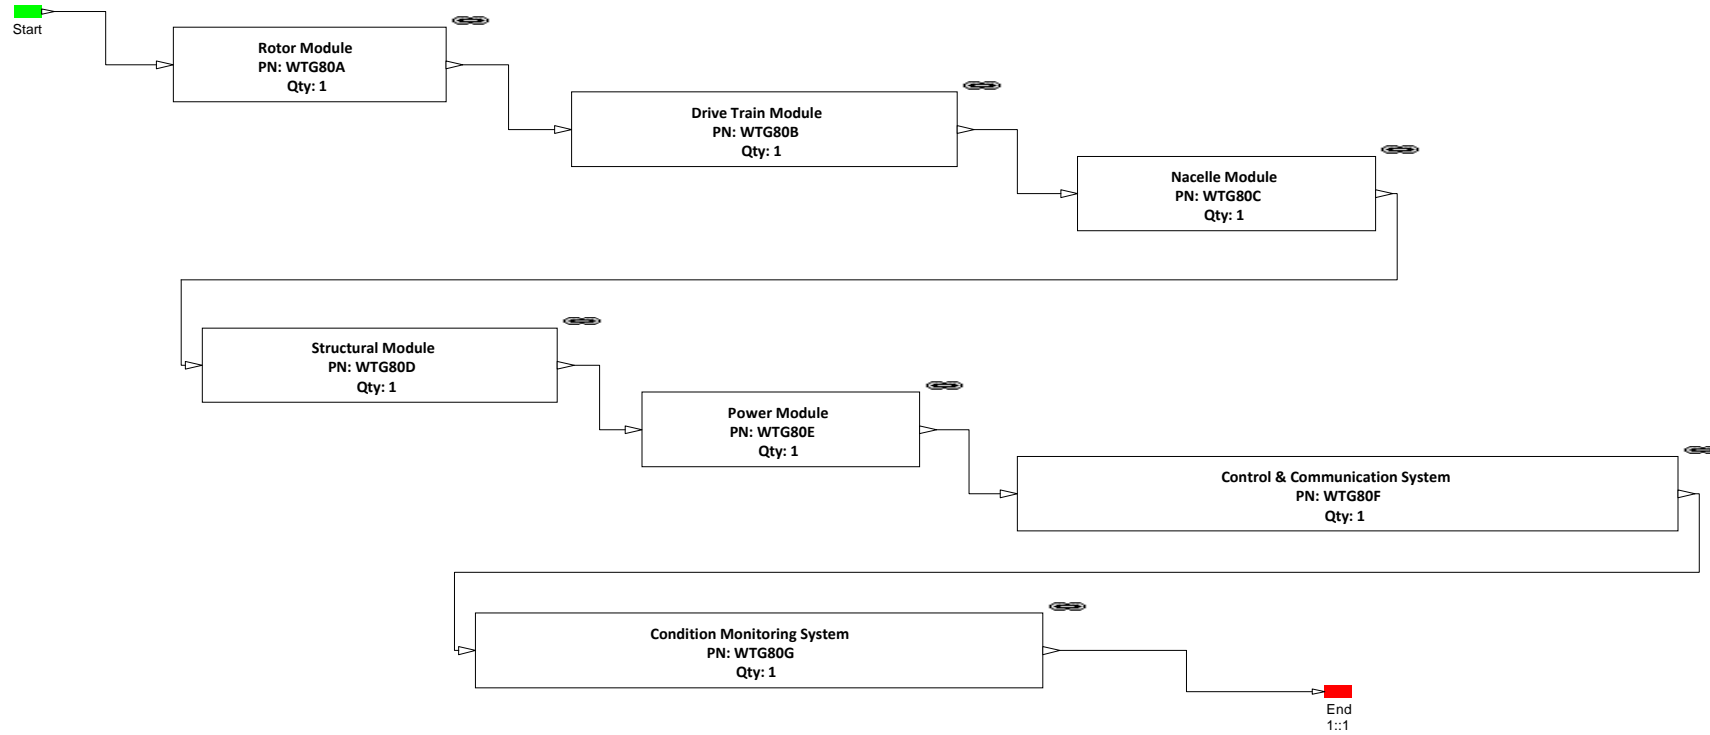 Start
Rotor Module
PN: WTG80A
Qty: 1
Drive Train Module
PN: WTG80B
Qty: 1
Nacelle Module
PN: WTG80C
Qty: 1
Structural Module
PN: WTG80D
Qty: 1
Power Module
PN: WTG80E
Qty: 1
Control & Communication System
PN: WTG80F
Qty: 1
Condition Monitoring System
PN: WTG80G
Qty: 1
End
1::1